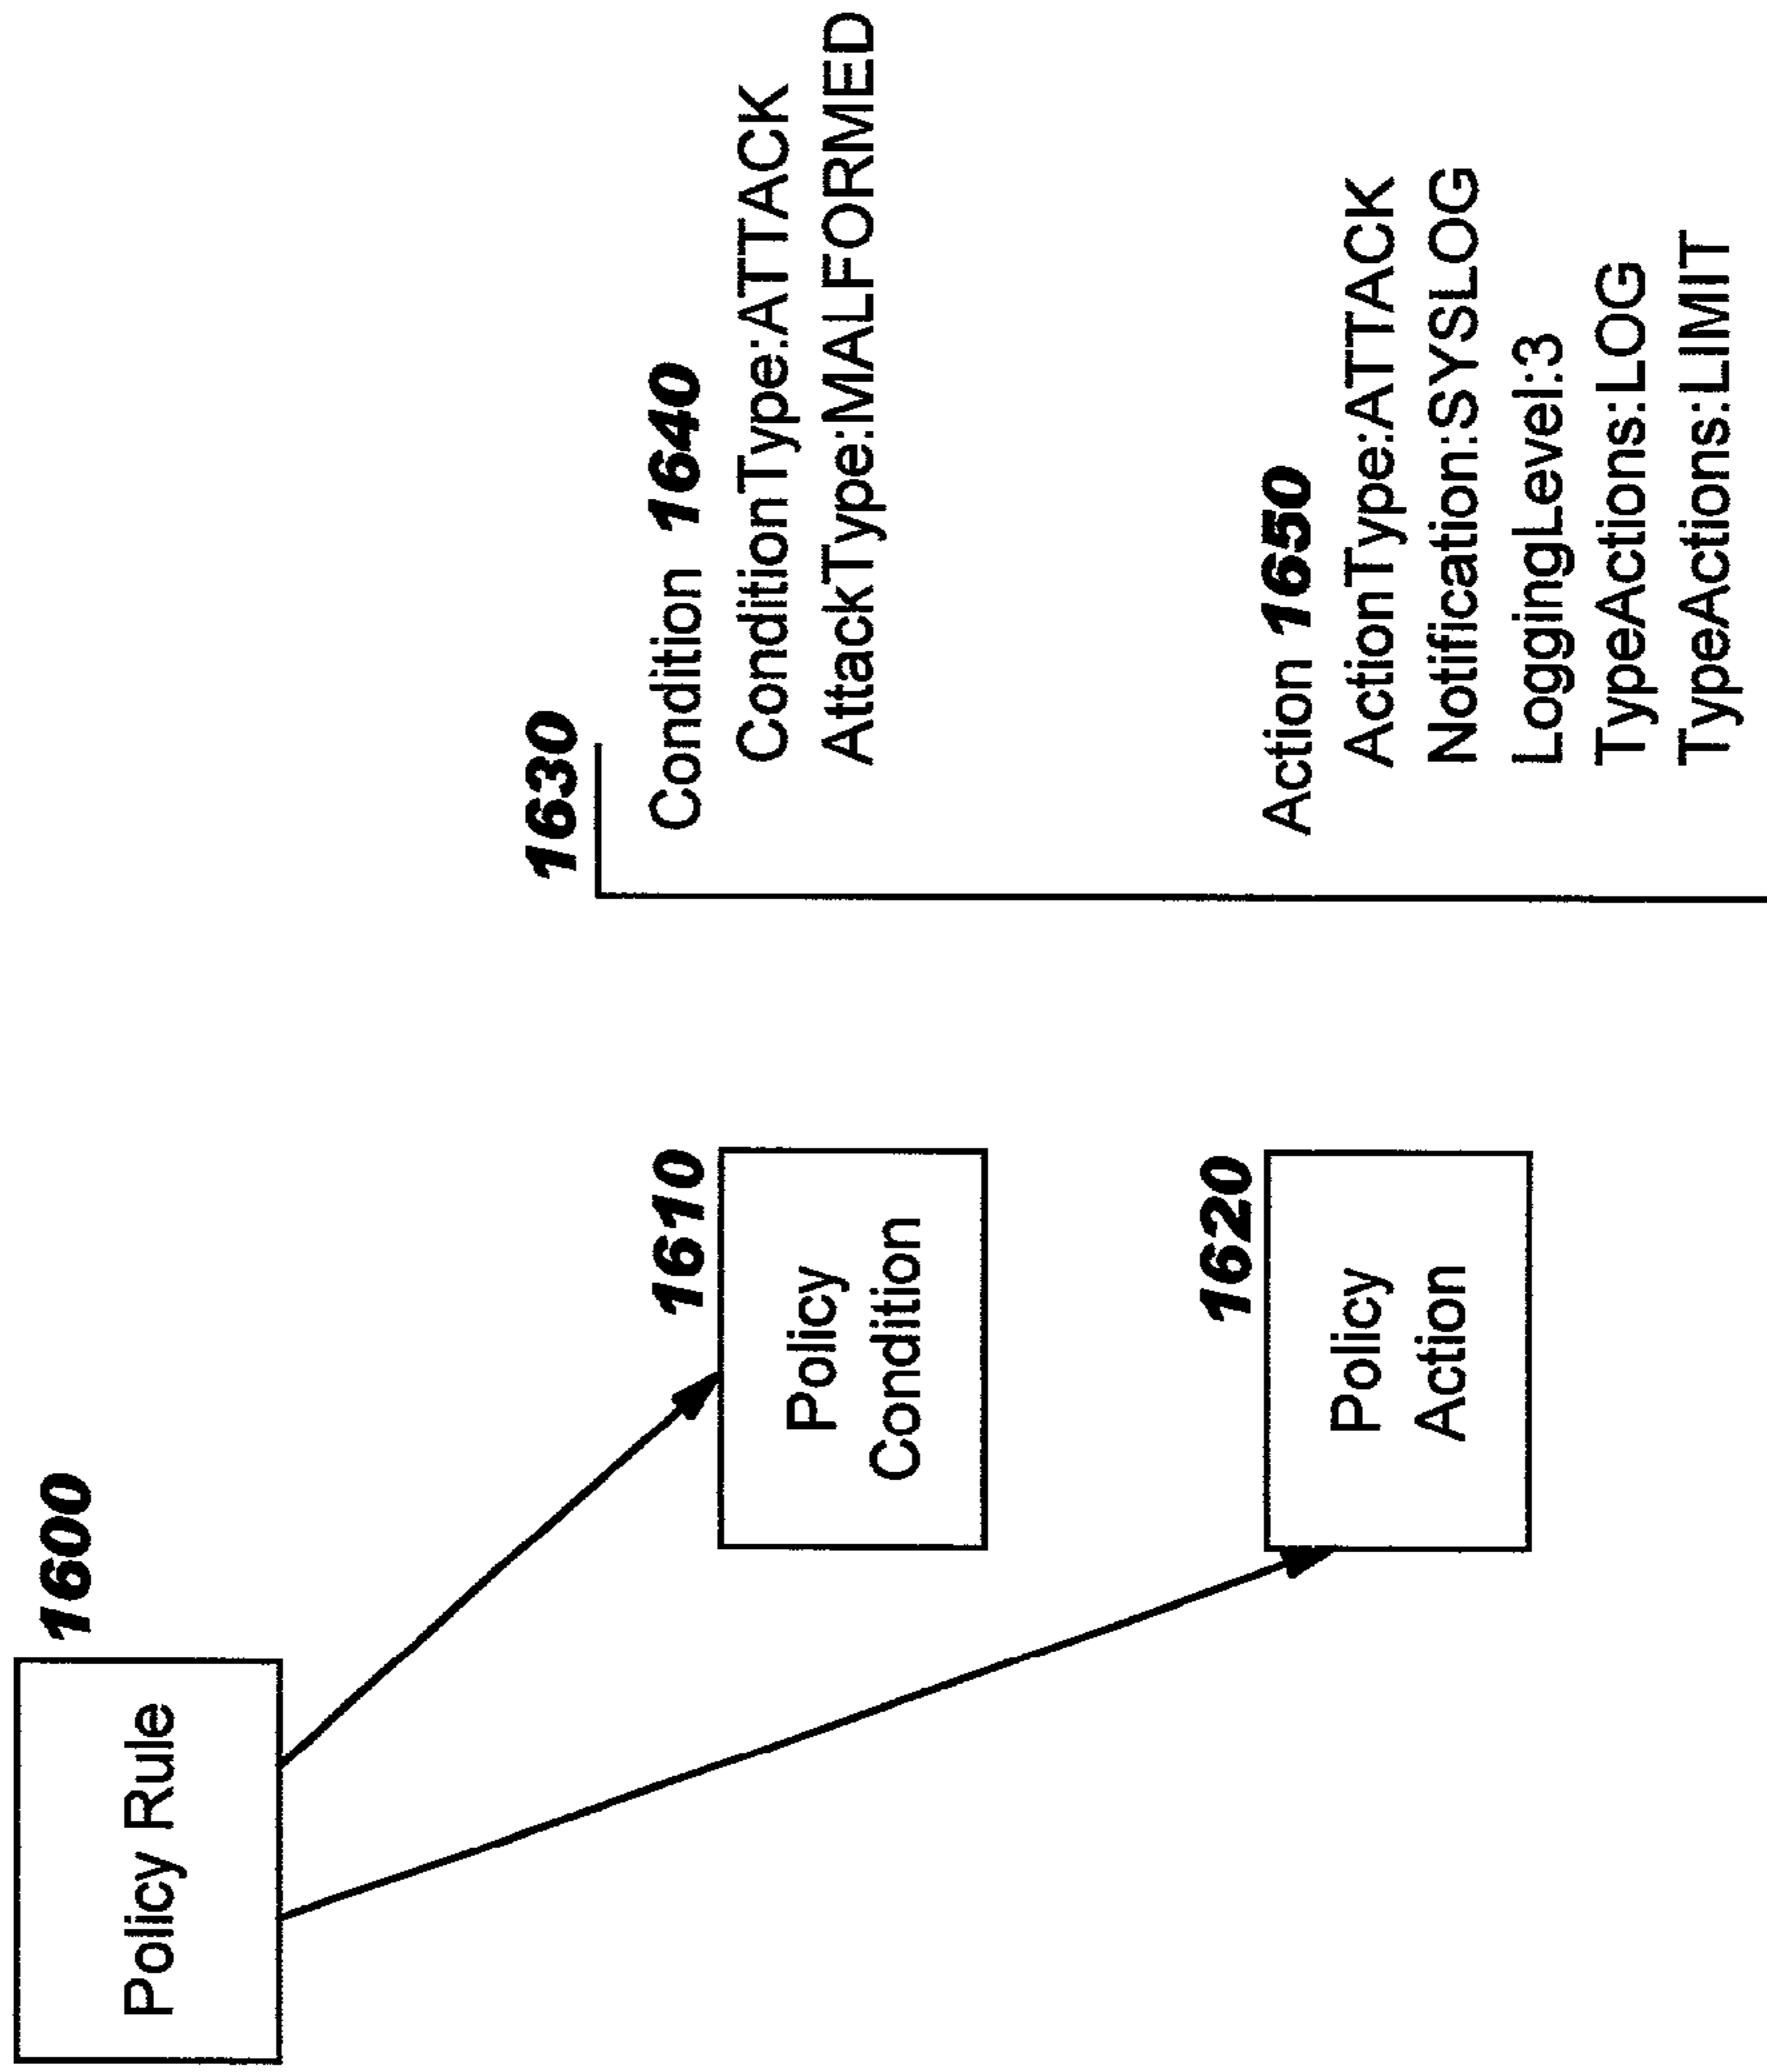 Policy Rule
1600
1610
Policy
Condition
1620
Policy
Action
1630
Condition 1640
ConditionType:ATTACK
AttackType:MALFORMED
Action 1650
ActionType:ATTACK
Notification:SYSLOG
LoggingLevel:3
TypeActions:LOG
TypeActions:LIMIT